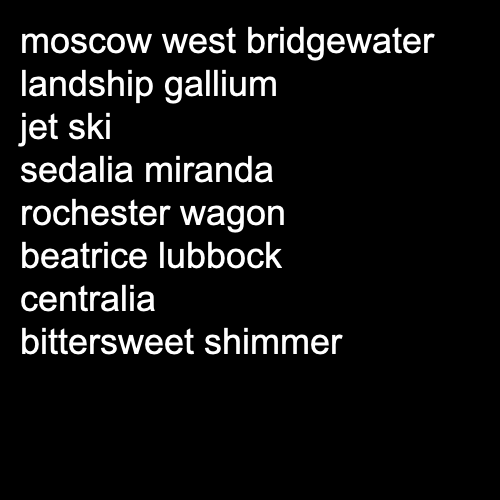 moscow west bridgewater
landship gallium
jet ski
sedalia miranda
rochester wagon
beatrice lubbock
centralia
bittersweet shimmer